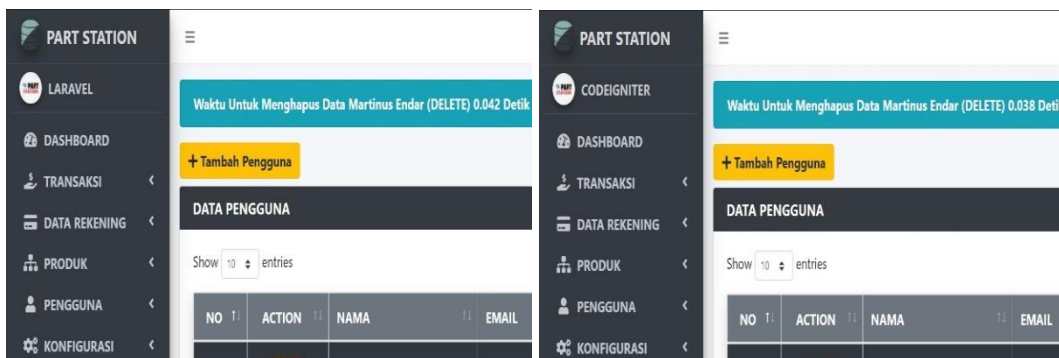 PART STATION
LARAVEL
DASHBOARD
TRANSAKSI
DATA REKENING
PRODUK
PENGGUNA
KONFIGURASI
Waktu Untuk Menghapus Data Martinus Endar (DELETE) 0.042 Detik
+ Tambah Pengguna
DATA PENGGUNA
Show 10 entries
NO ACTION NAMA EMAIL
PART STATION
CODEIGNITER
DASHBOARD
TRANSAKSI
DATA REKENING
PRODUK
PENGGUNA
KONFIGURASI
Waktu Untuk Menghapus Data Martinus Endar (DELETE) 0.038 Deti
+ Tambah Pengguna
DATA PENGGUNA
Show 10 entries
NO ACTION NAMA EMAIL